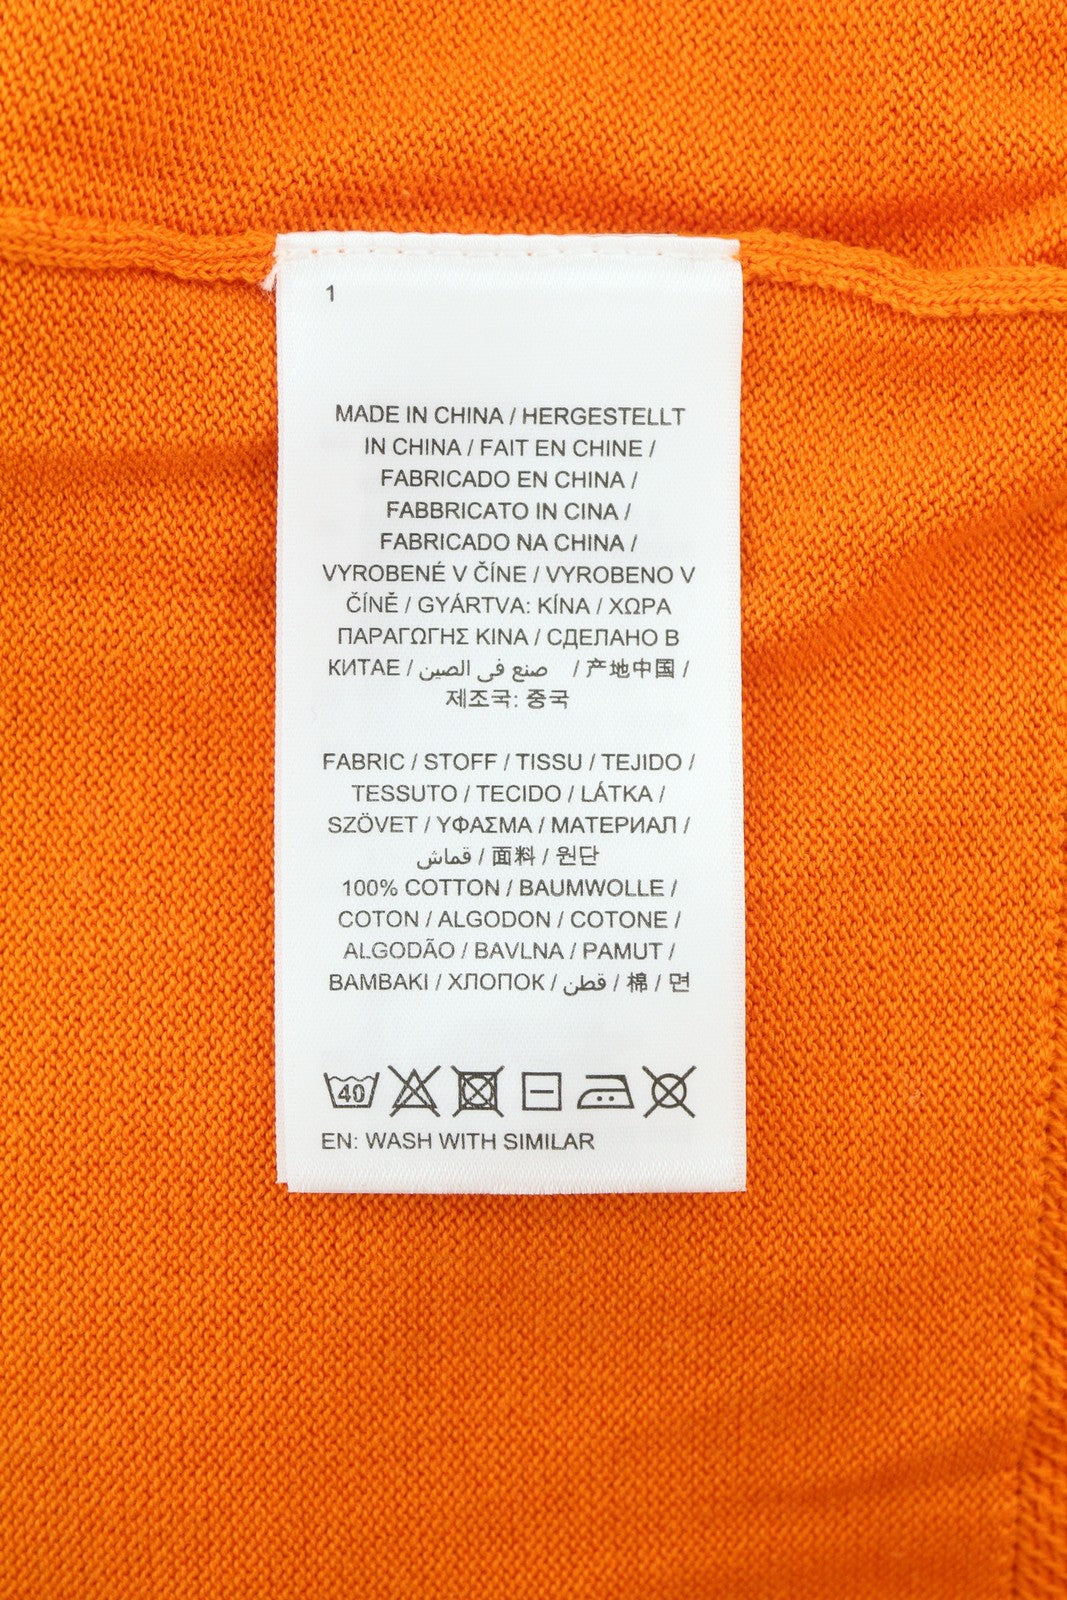 1
MADE IN CHINA / HERGESTELLT
IN CHINA / FAIT EN CHINE /
FABRICADO EN CHINA /
FABBRICATO IN CINA /
FABRICADO NA CHINA /
VYROBENÉ V ČÍNE / VYROBENO V
ČÍNĚ / GYÁRTVA: KÍNA / ΧΩΡΑ
ΠΑΡΑΓΩΓΗΣ ΚΙΝΑ / СДЕЛАНО В
КИТАЕ / صنع في الصين / 产地中国 /
제조국: 중국
FABRIC / STOFF / TISSU / TEJIDO /
TESSUTO / TECIDO / LÁTKA /
SZÖVET / ΥΦΑΣΜΑ / МАТЕРИАЛ /
قماش / 面料 / 원단
100% COTTON / BAUMWOLLE /
COTON / ALGODON / COTONE /
ALGODÃO / BAVLNA / PAMUT /
ΒΑΜΒΑΚΙ / ХЛОПОК / قطن / 棉 / 면
40
EN: WASH WITH SIMILAR